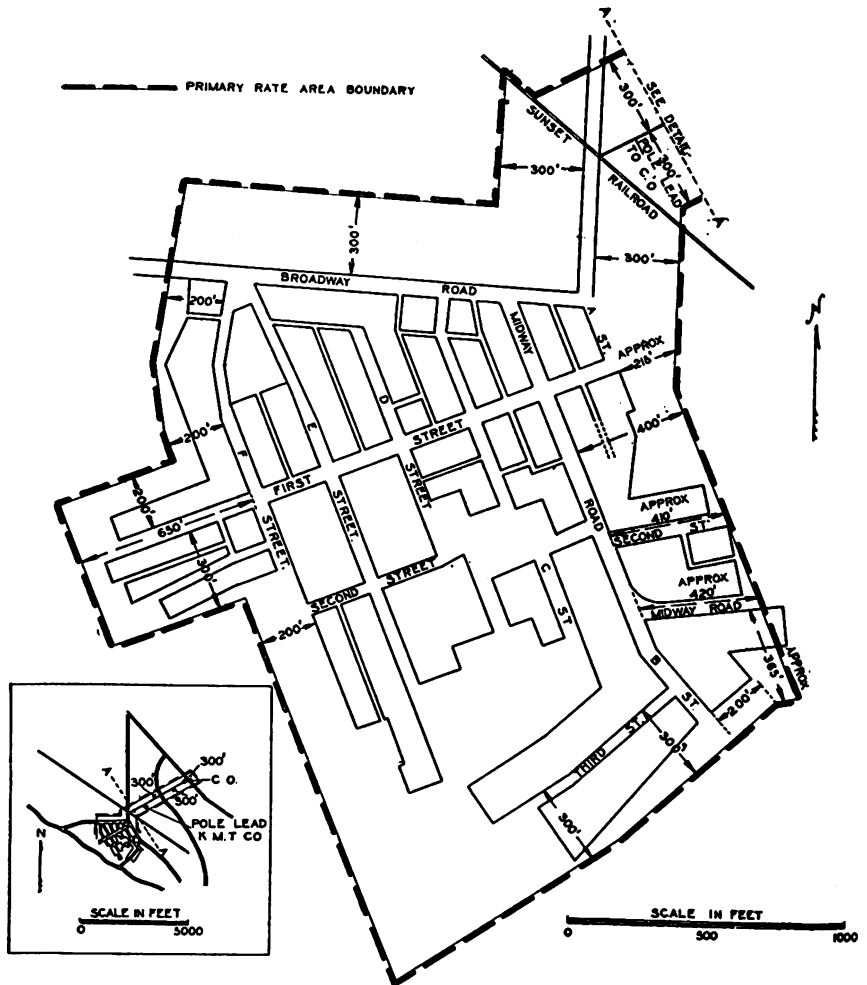 A.
A.
PRIMARY RATE AREA BOUNDARY
SEE DETAIL
300'
300'
POLE LEAD
TO C.O
SUNSET
RAILROAD
300'
300'
300'
A
BROADWAY ROAD
200'
MIDWAY
A ST.
APPROX
218'
N
D
STREET
400'
200'
E
F
FIRST
STREET
200'
650'
STREET.
STREET.
ROAD
APPROX
410'
SECOND ST.
300'
SECOND STREET
C ST
APPROX
420'
MIDWAY ROAD
200'
365'
APPROX
B ST.
200'
THIRD ST.
300'
300'
A
300'
300'
C O.
300'
POLE LEAD
K M.T CO
A
N
SCALE IN FEET
0 5000
SCALE IN FEET
0 500 1000